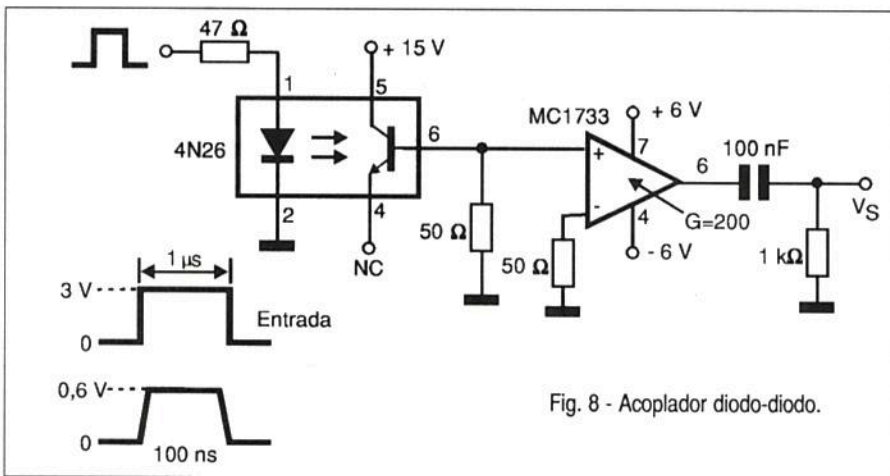 47 Ω
+ 15 V
1
5
4N26
6
2
4
NC
50 Ω
MC1733
+ 6 V
+
7
-
6
4
G=200
- 6 V
50 Ω
100 nF
VS
1 kΩ
1 µs
3 V
0
Entrada
0,6 V
0
100 ns
Fig. 8 - Acoplador diodo-diodo.